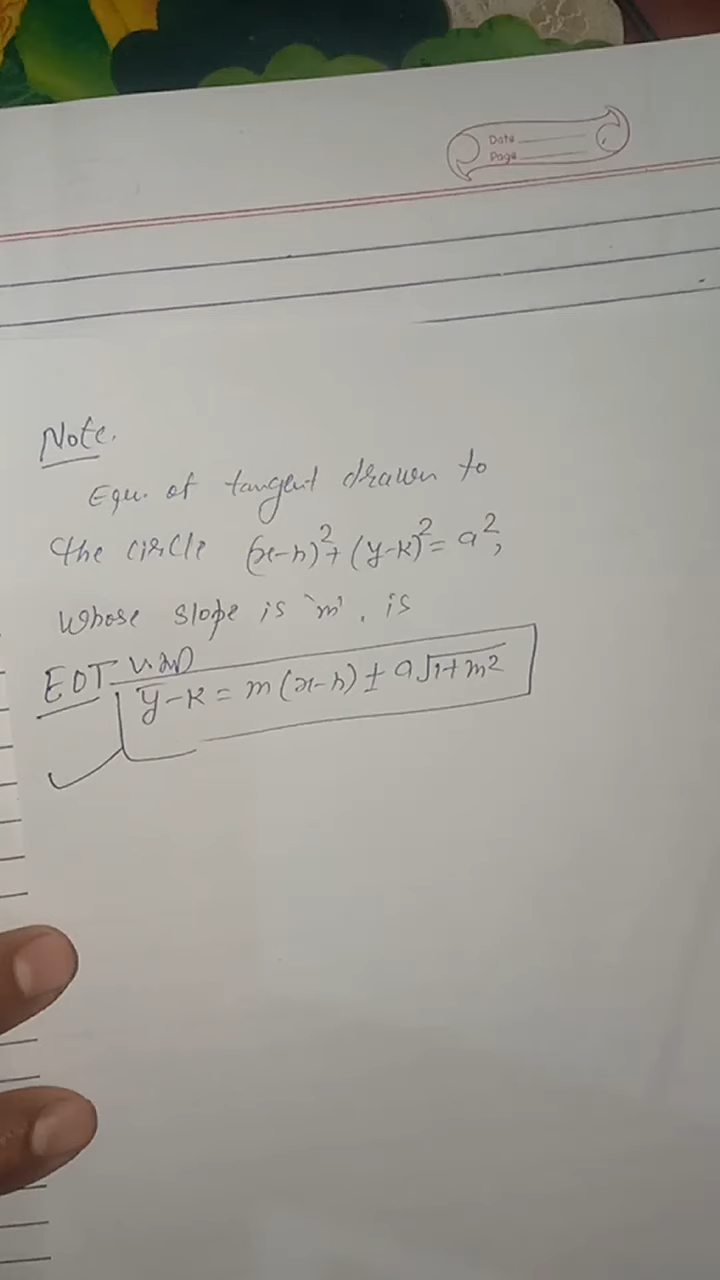 Date
Page
Note.
Equ. of tangent drawn to
the circle (x-h)²+(y-k)²= a²,
whose slope is 'm', is
EOT
y-k = m(x-h) ± a√1+m²